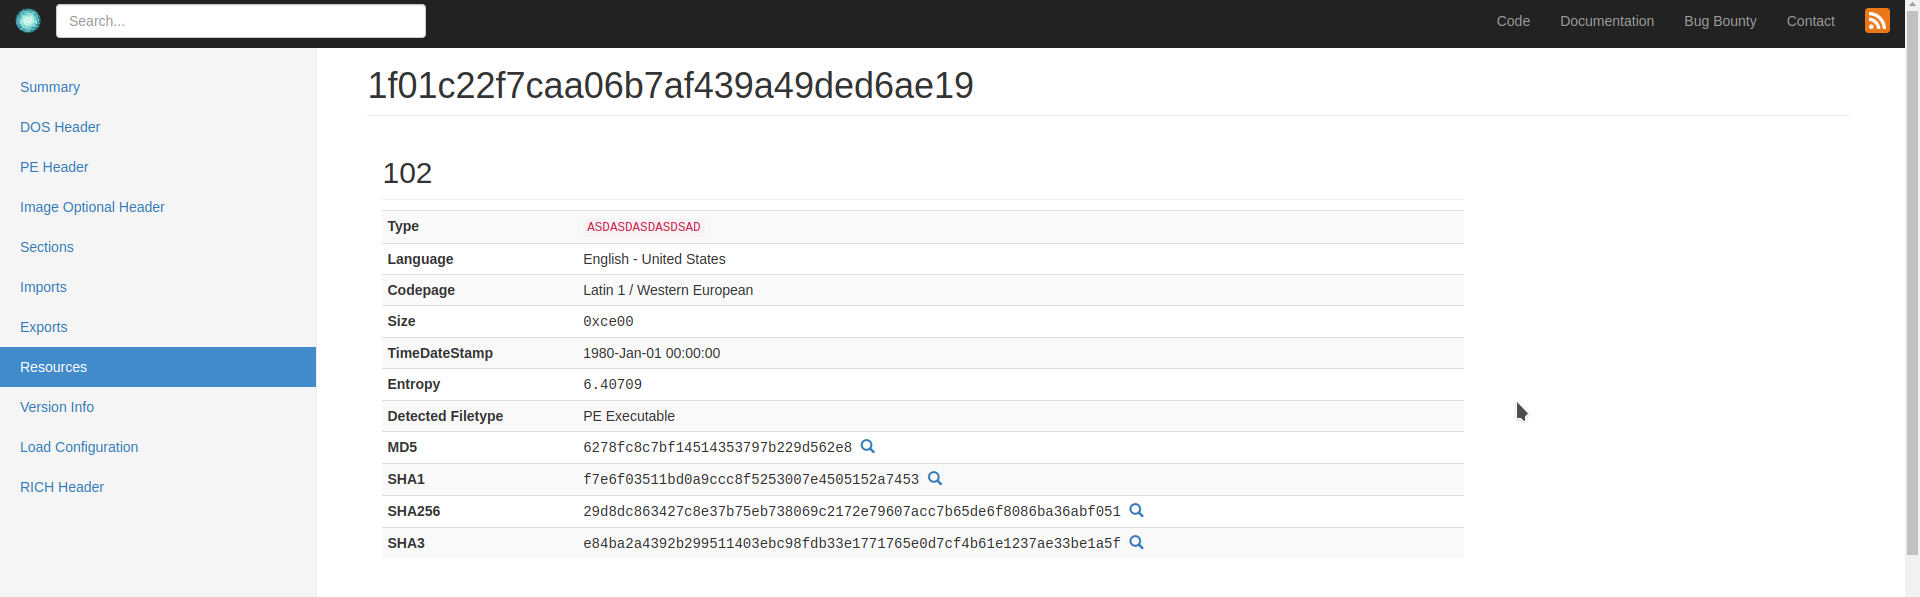 Search...
Code Documentation Bug Bounty Contact
Summary
DOS Header
PE Header
Image Optional Header
Sections
Imports
Exports
Resources
Version Info
Load Configuration
RICH Header
1f01c22f7caa06b7af439a49ded6ae19
102
Type ASDASDASDASDSAD
Language English - United States
Codepage Latin 1 / Western European
Size 0xce00
TimeDateStamp 1980-Jan-01 00:00:00
Entropy 6.40709
Detected Filetype PE Executable
MD5 6278fc8c7bf14514353797b229d562e8
SHA1 f7e6f03511bd0a9ccc8f5253007e4505152a7453
SHA256 29d8dc863427c8e37b75eb738069c2172e79607acc7b65de6f8086ba36abf051
SHA3 e84ba2a4392b299511403ebc98fdb33e1771765e0d7cf4b61e1237ae33be1a5f